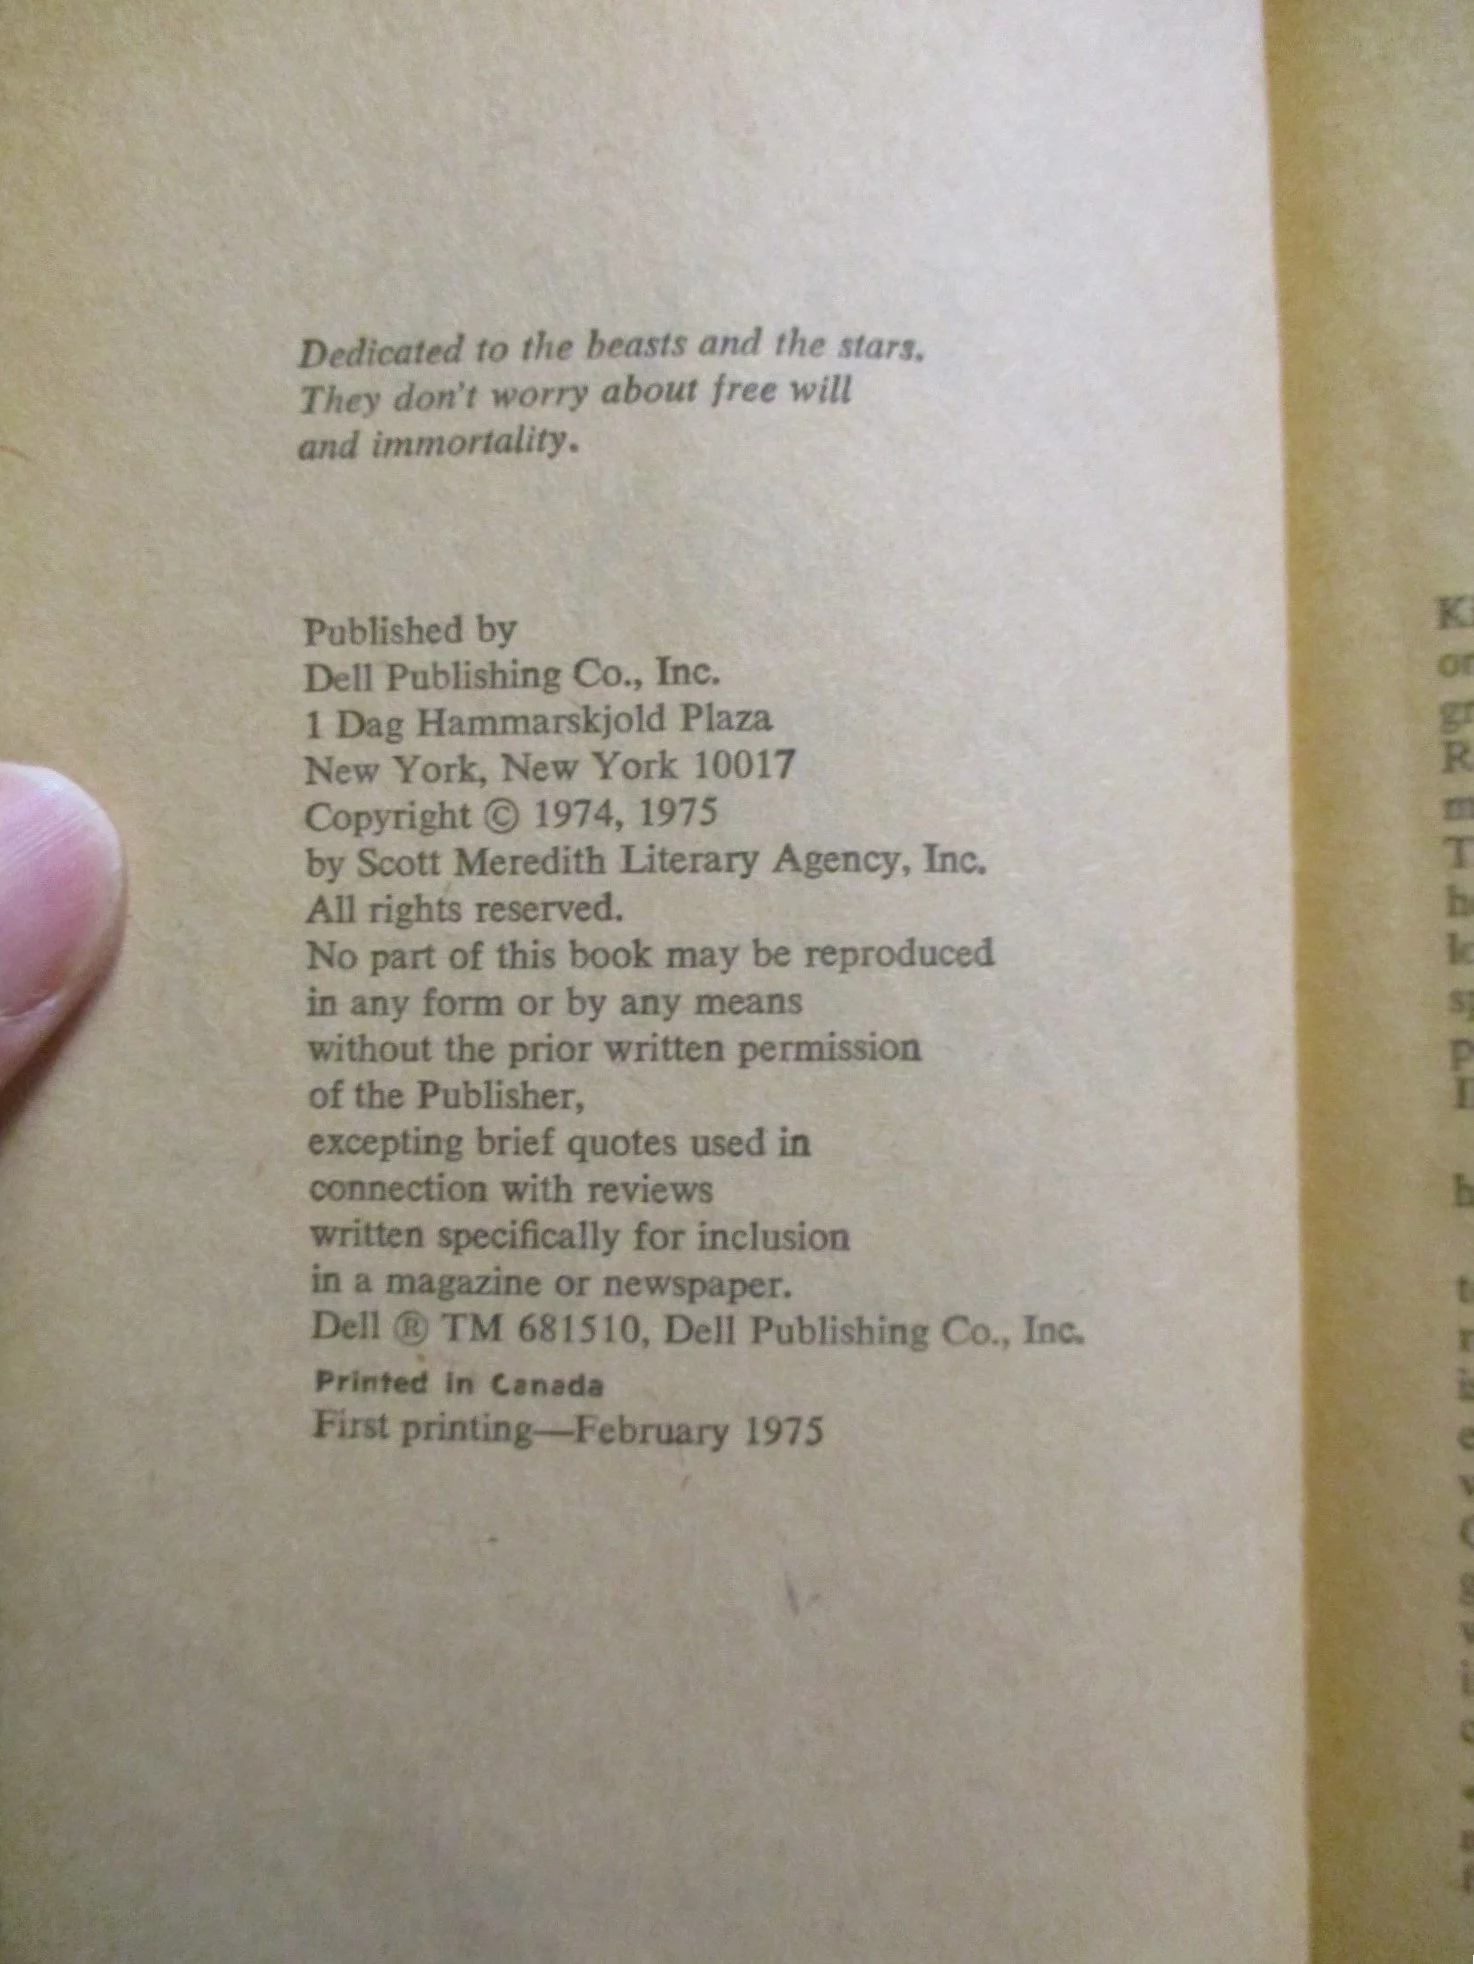 Dedicated to the beasts and the stars.
They don't worry about free will
and immortality.
Published by
Dell Publishing Co., Inc.
1 Dag Hammarskjold Plaza
New York, New York 10017
Copyright © 1974, 1975
by Scott Meredith Literary Agency, Inc.
All rights reserved.
No part of this book may be reproduced
in any form or by any means
without the prior written permission
of the Publisher,
excepting brief quotes used in
connection with reviews
written specifically for inclusion
in a magazine or newspaper.
Dell ® TM 681510, Dell Publishing Co., Inc.
Printed in Canada
First printing—February 1975